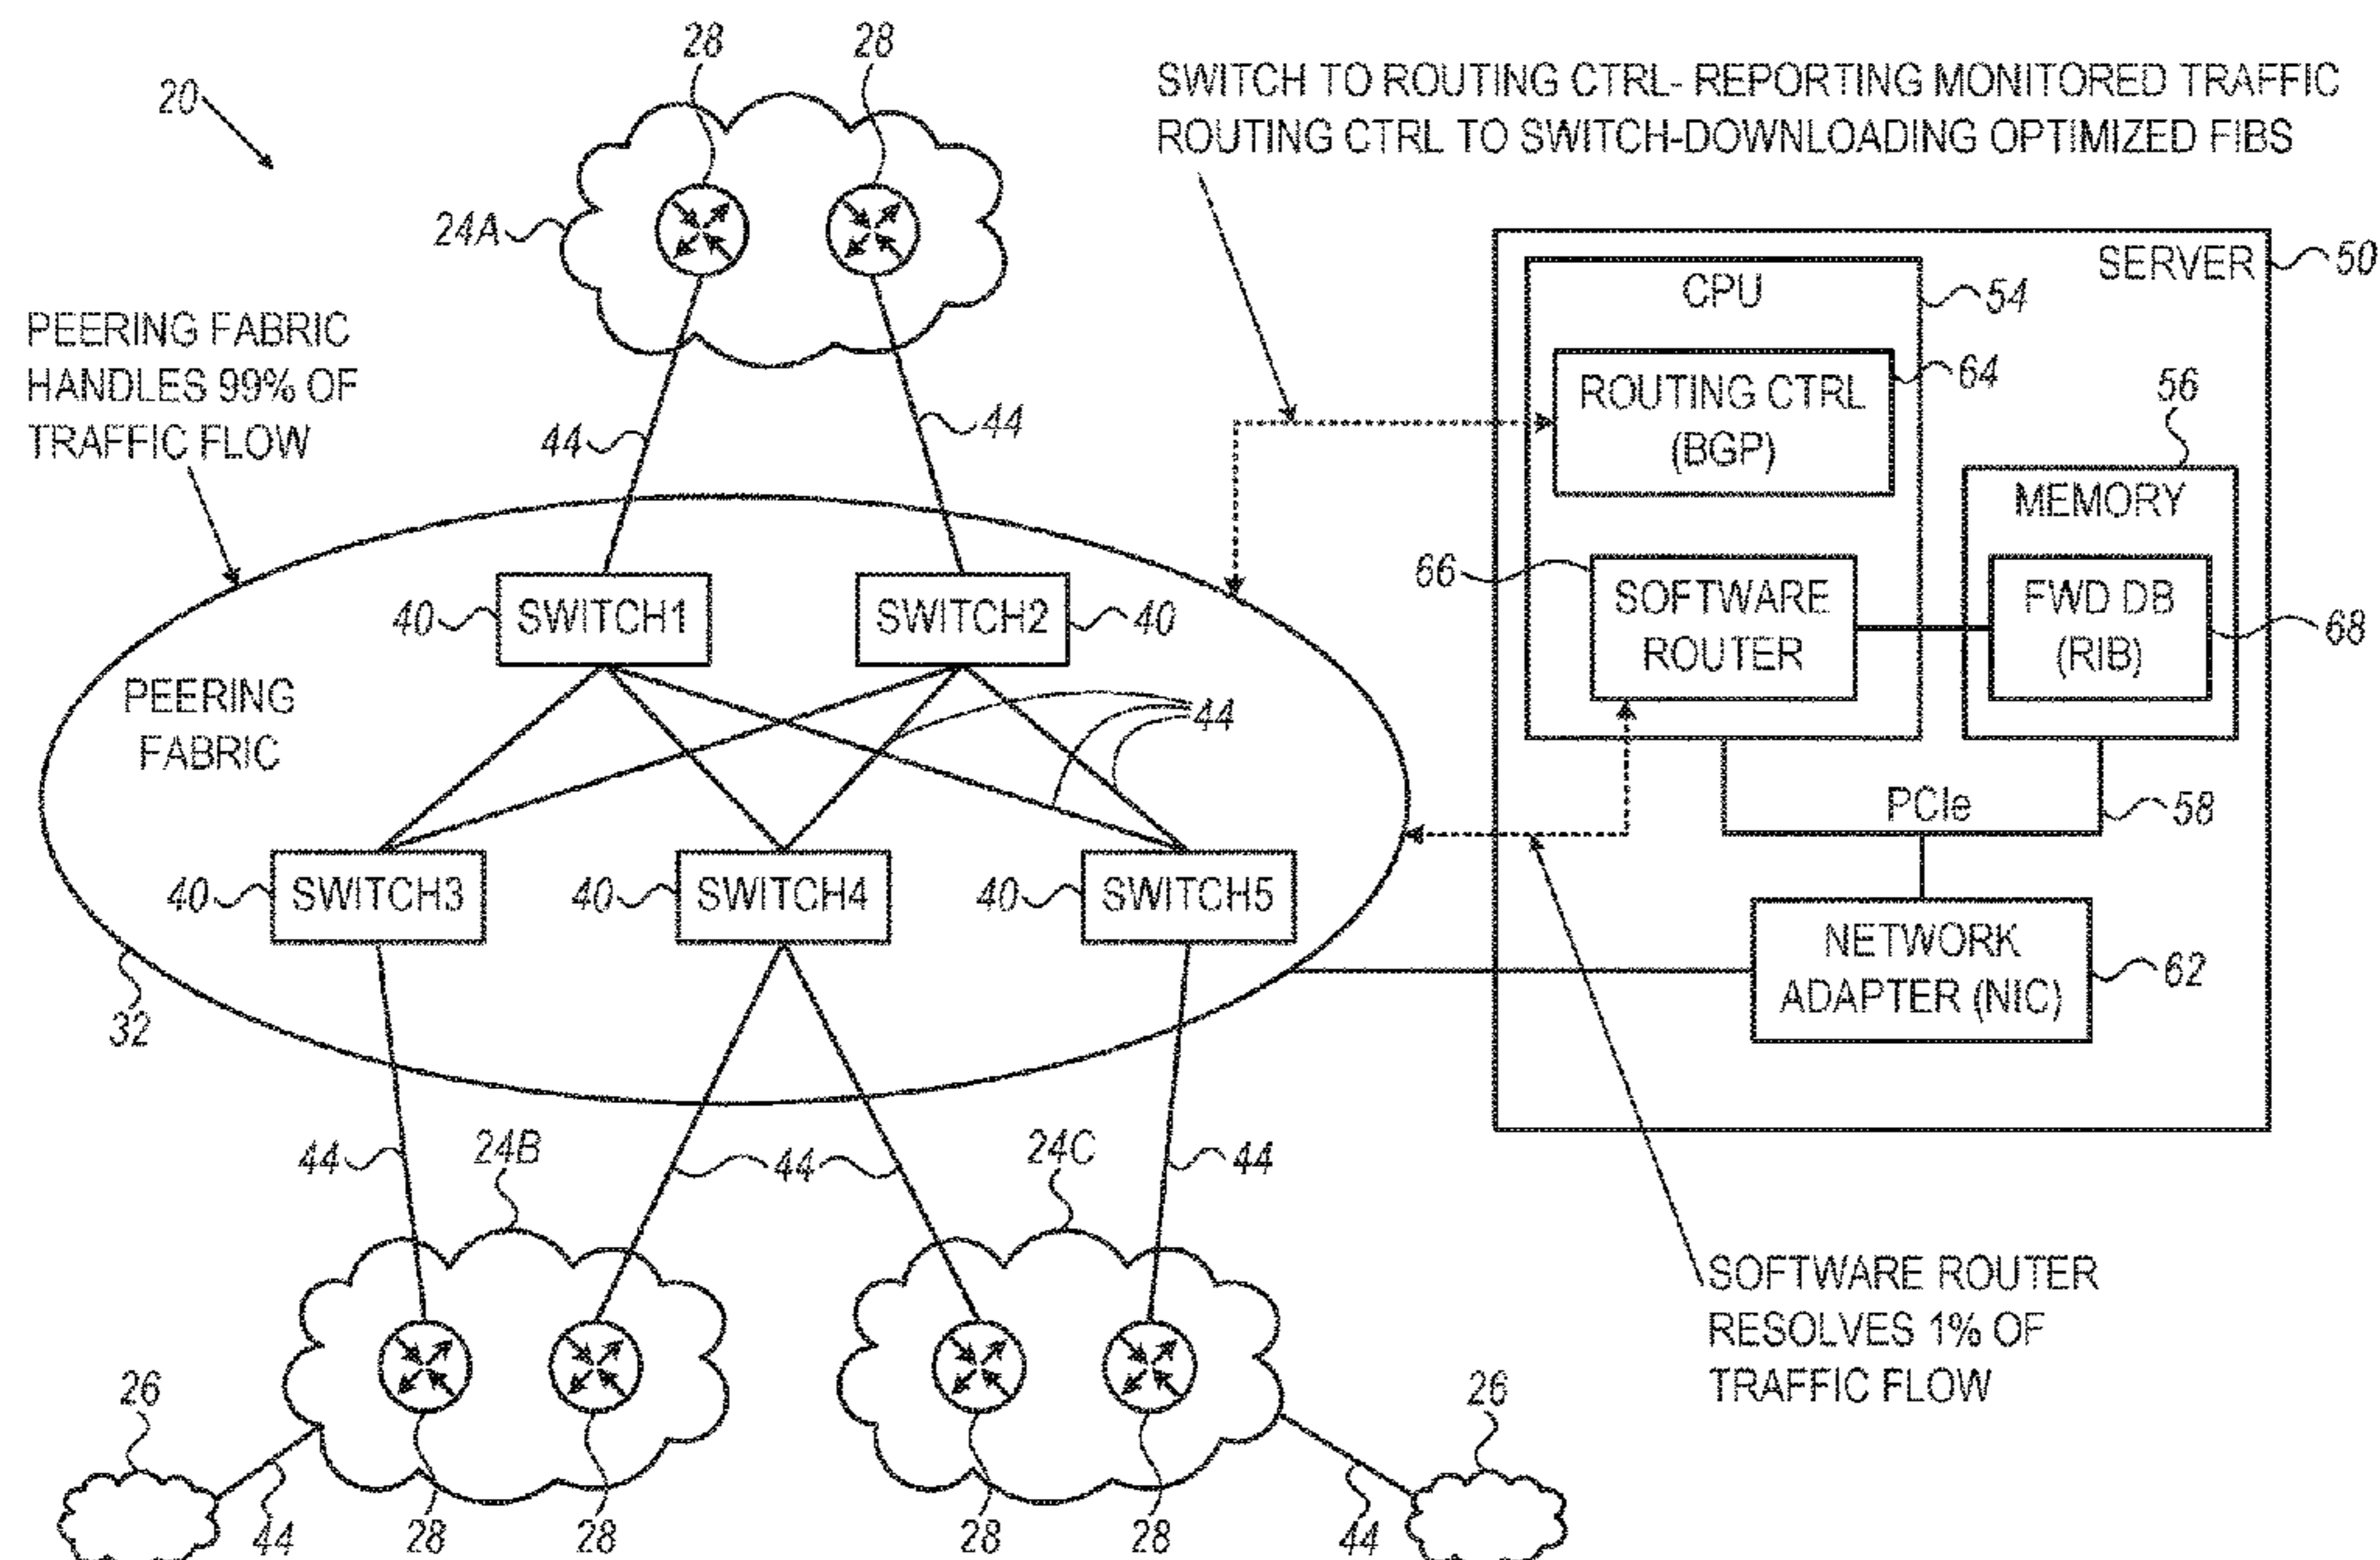 28 28
20
SWITCH TO ROUTING CTRL- REPORTING MONITORED TRAFFIC
ROUTING CTRL TO SWITCH-DOWNLOADING OPTIMIZED FIBS
24A
SERVER 50
CPU 54
PEERING FABRIC
HANDLES 99% OF
TRAFFIC FLOW
ROUTING CTRL
(BGP)
64
56
44 44
MEMORY
66
SOFTWARE
ROUTER
FWD DB
(RIB)
68
40 SWITCH1 SWITCH2 40
PEERING
FABRIC
44
PCIe 58
40 SWITCH3 40 SWITCH4 40 SWITCH5
NETWORK
ADAPTER (NIC)
62
32
44 24B 44 24C 44
SOFTWARE ROUTER
RESOLVES 1% OF
TRAFFIC FLOW
26 26
44 28 28 28 28 44